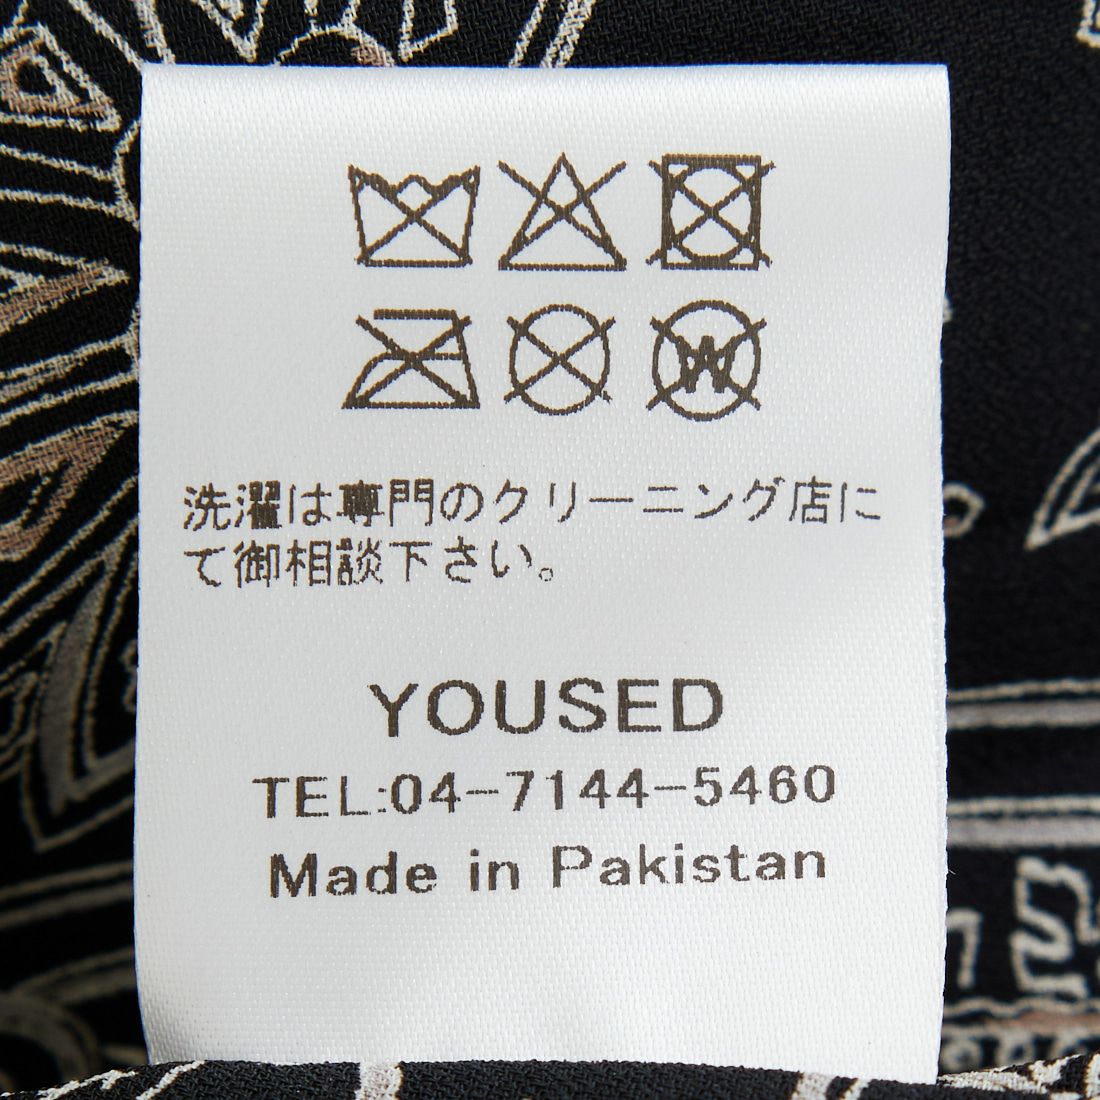 W
洗濯は専門のクリーニング店に
て御相談下さい。
YOUSED
TEL:04-7144-5460
Made in Pakistan